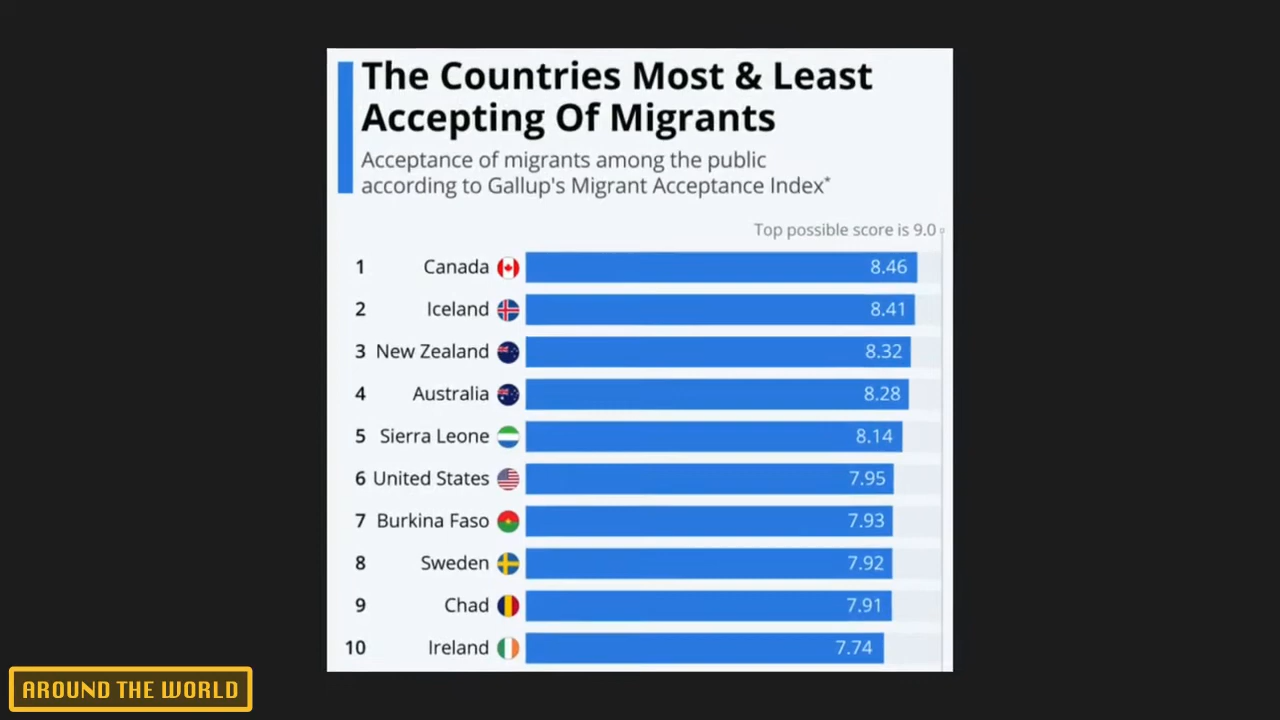 The Countries Most & Least
Accepting Of Migrants
Acceptance of migrants among the public
according to Gallup's Migrant Acceptance Index*
Top possible score is 9.0
1 Canada 8.46
2 Iceland 8.41
3 New Zealand 8.32
4 Australia 8.28
5 Sierra Leone 8.14
6 United States 7.95
7 Burkina Faso 7.93
8 Sweden 7.92
9 Chad 7.91
10 Ireland 7.74
AROUND THE WORLD